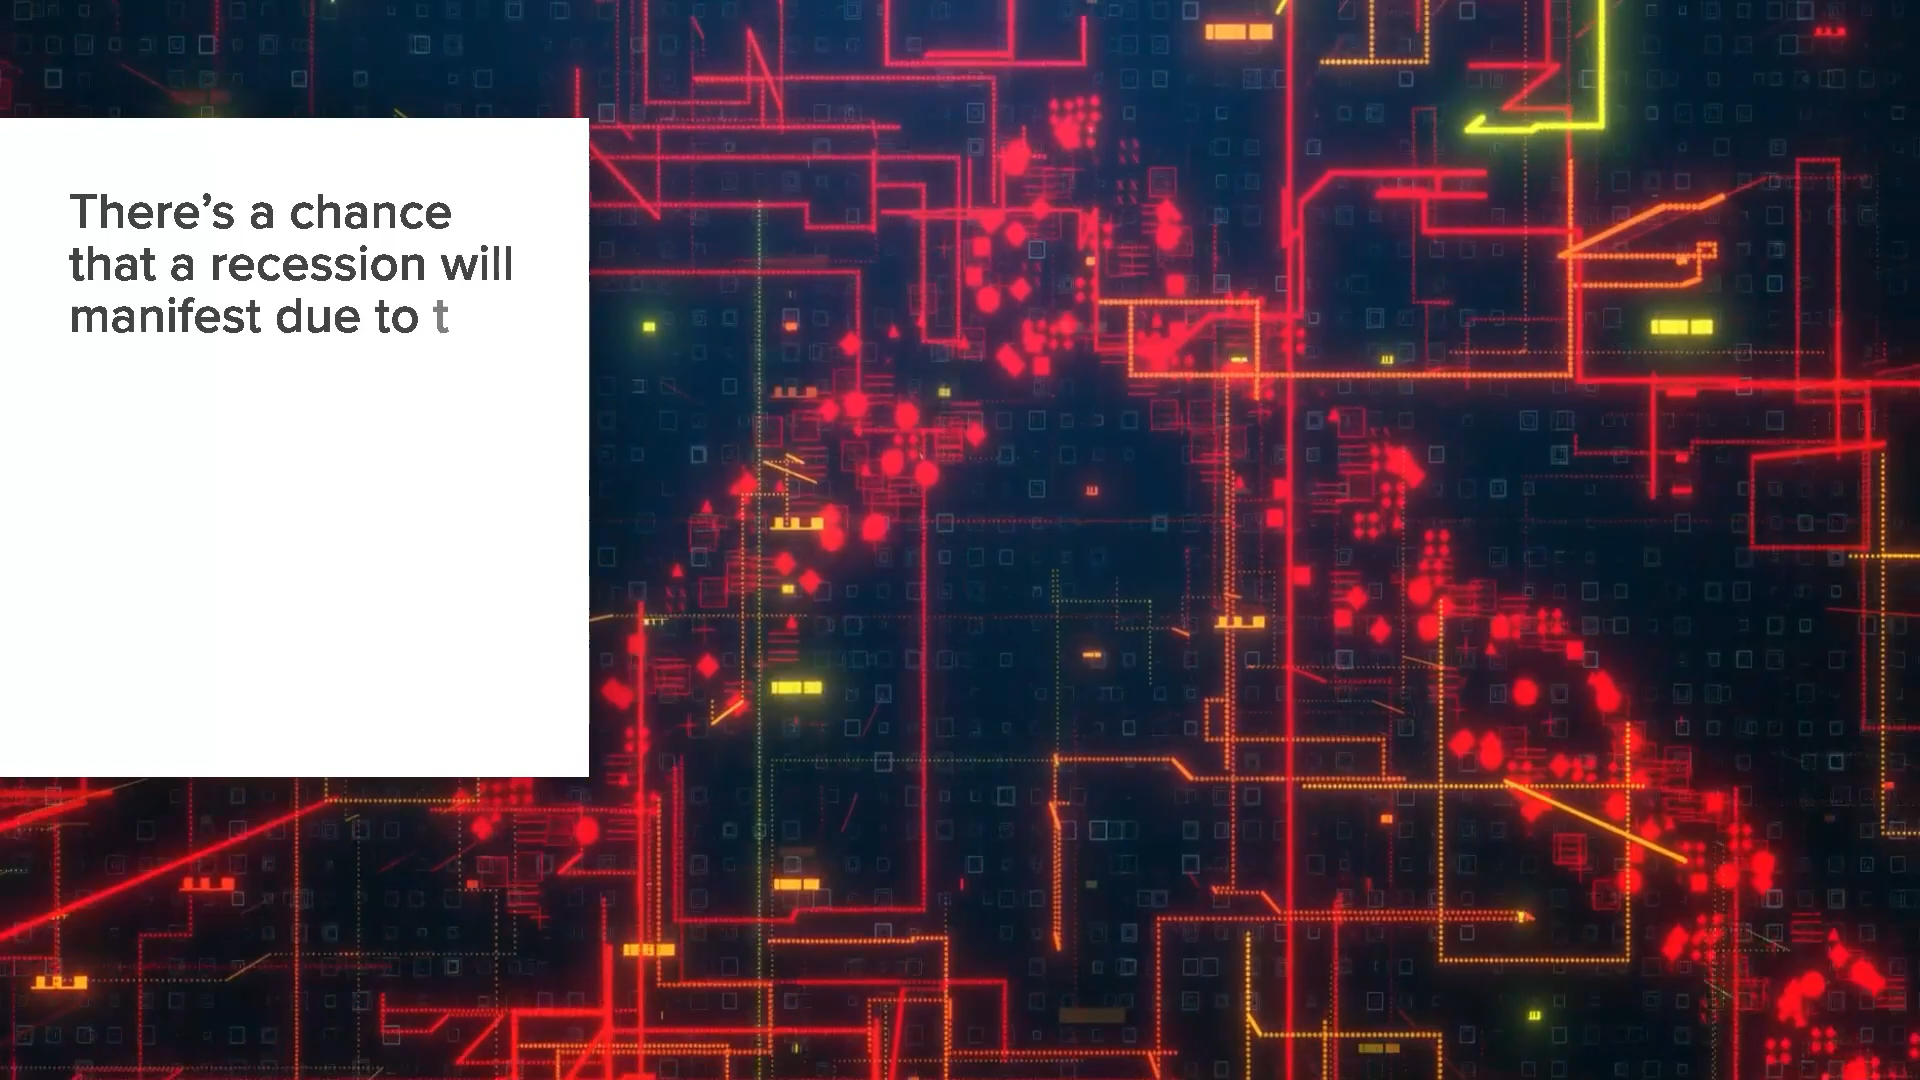 There’s a chance
that a recession will
manifest due to t